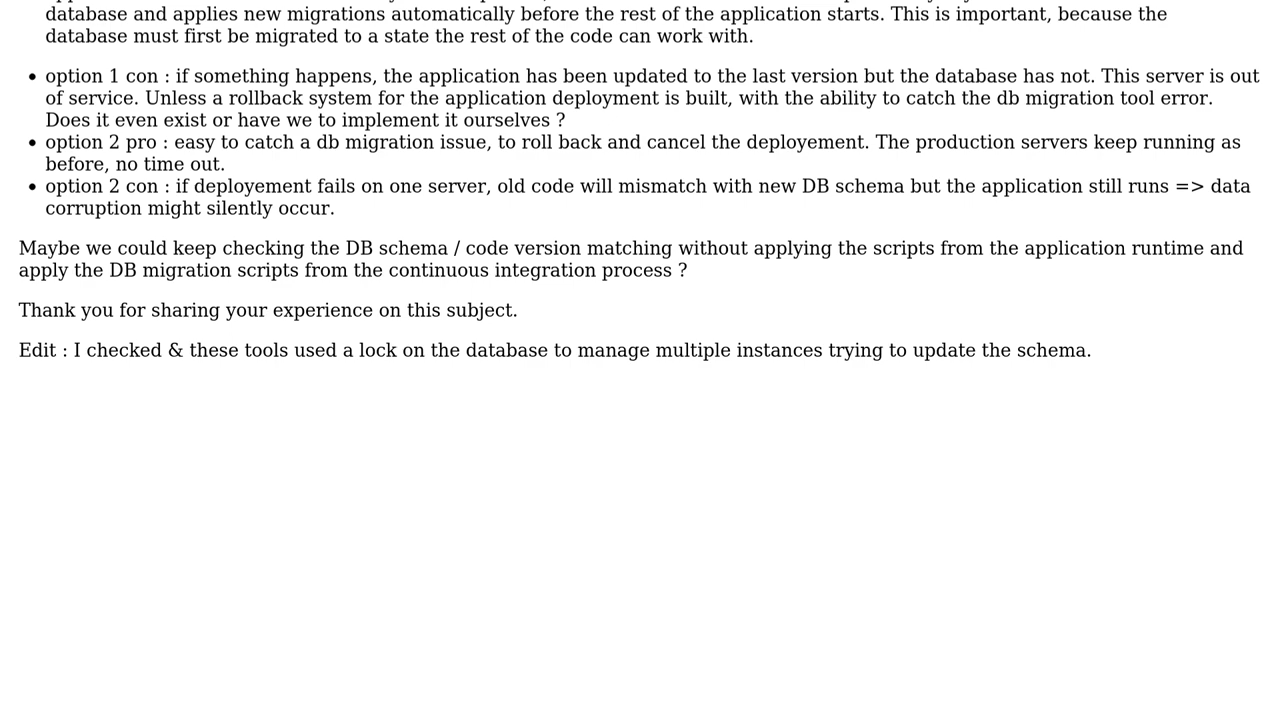 database and applies new migrations automatically before the rest of the application starts. This is important, because the
database must first be migrated to a state the rest of the code can work with.
• option 1 con : if something happens, the application has been updated to the last version but the database has not. This server is out
of service. Unless a rollback system for the application deployment is built, with the ability to catch the db migration tool error.
Does it even exist or have we to implement it ourselves ?
• option 2 pro : easy to catch a db migration issue, to roll back and cancel the deployement. The production servers keep running as
before, no time out.
• option 2 con : if deployement fails on one server, old code will mismatch with new DB schema but the application still runs => data
corruption might silently occur.
Maybe we could keep checking the DB schema / code version matching without applying the scripts from the application runtime and
apply the DB migration scripts from the continuous integration process ?
Thank you for sharing your experience on this subject.
Edit : I checked & these tools used a lock on the database to manage multiple instances trying to update the schema.